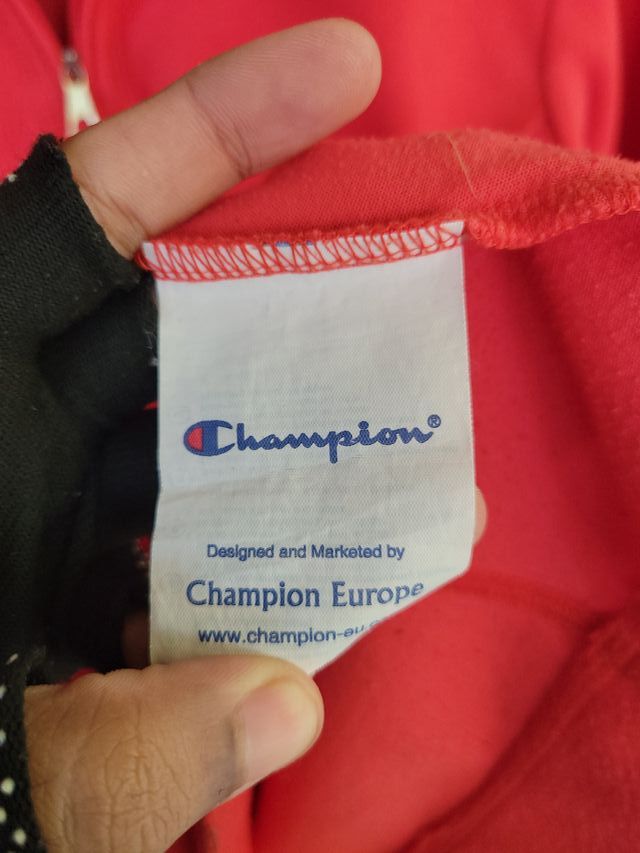 Champion®
Designed and Marketed by
Champion Europe
www.champion-eu.